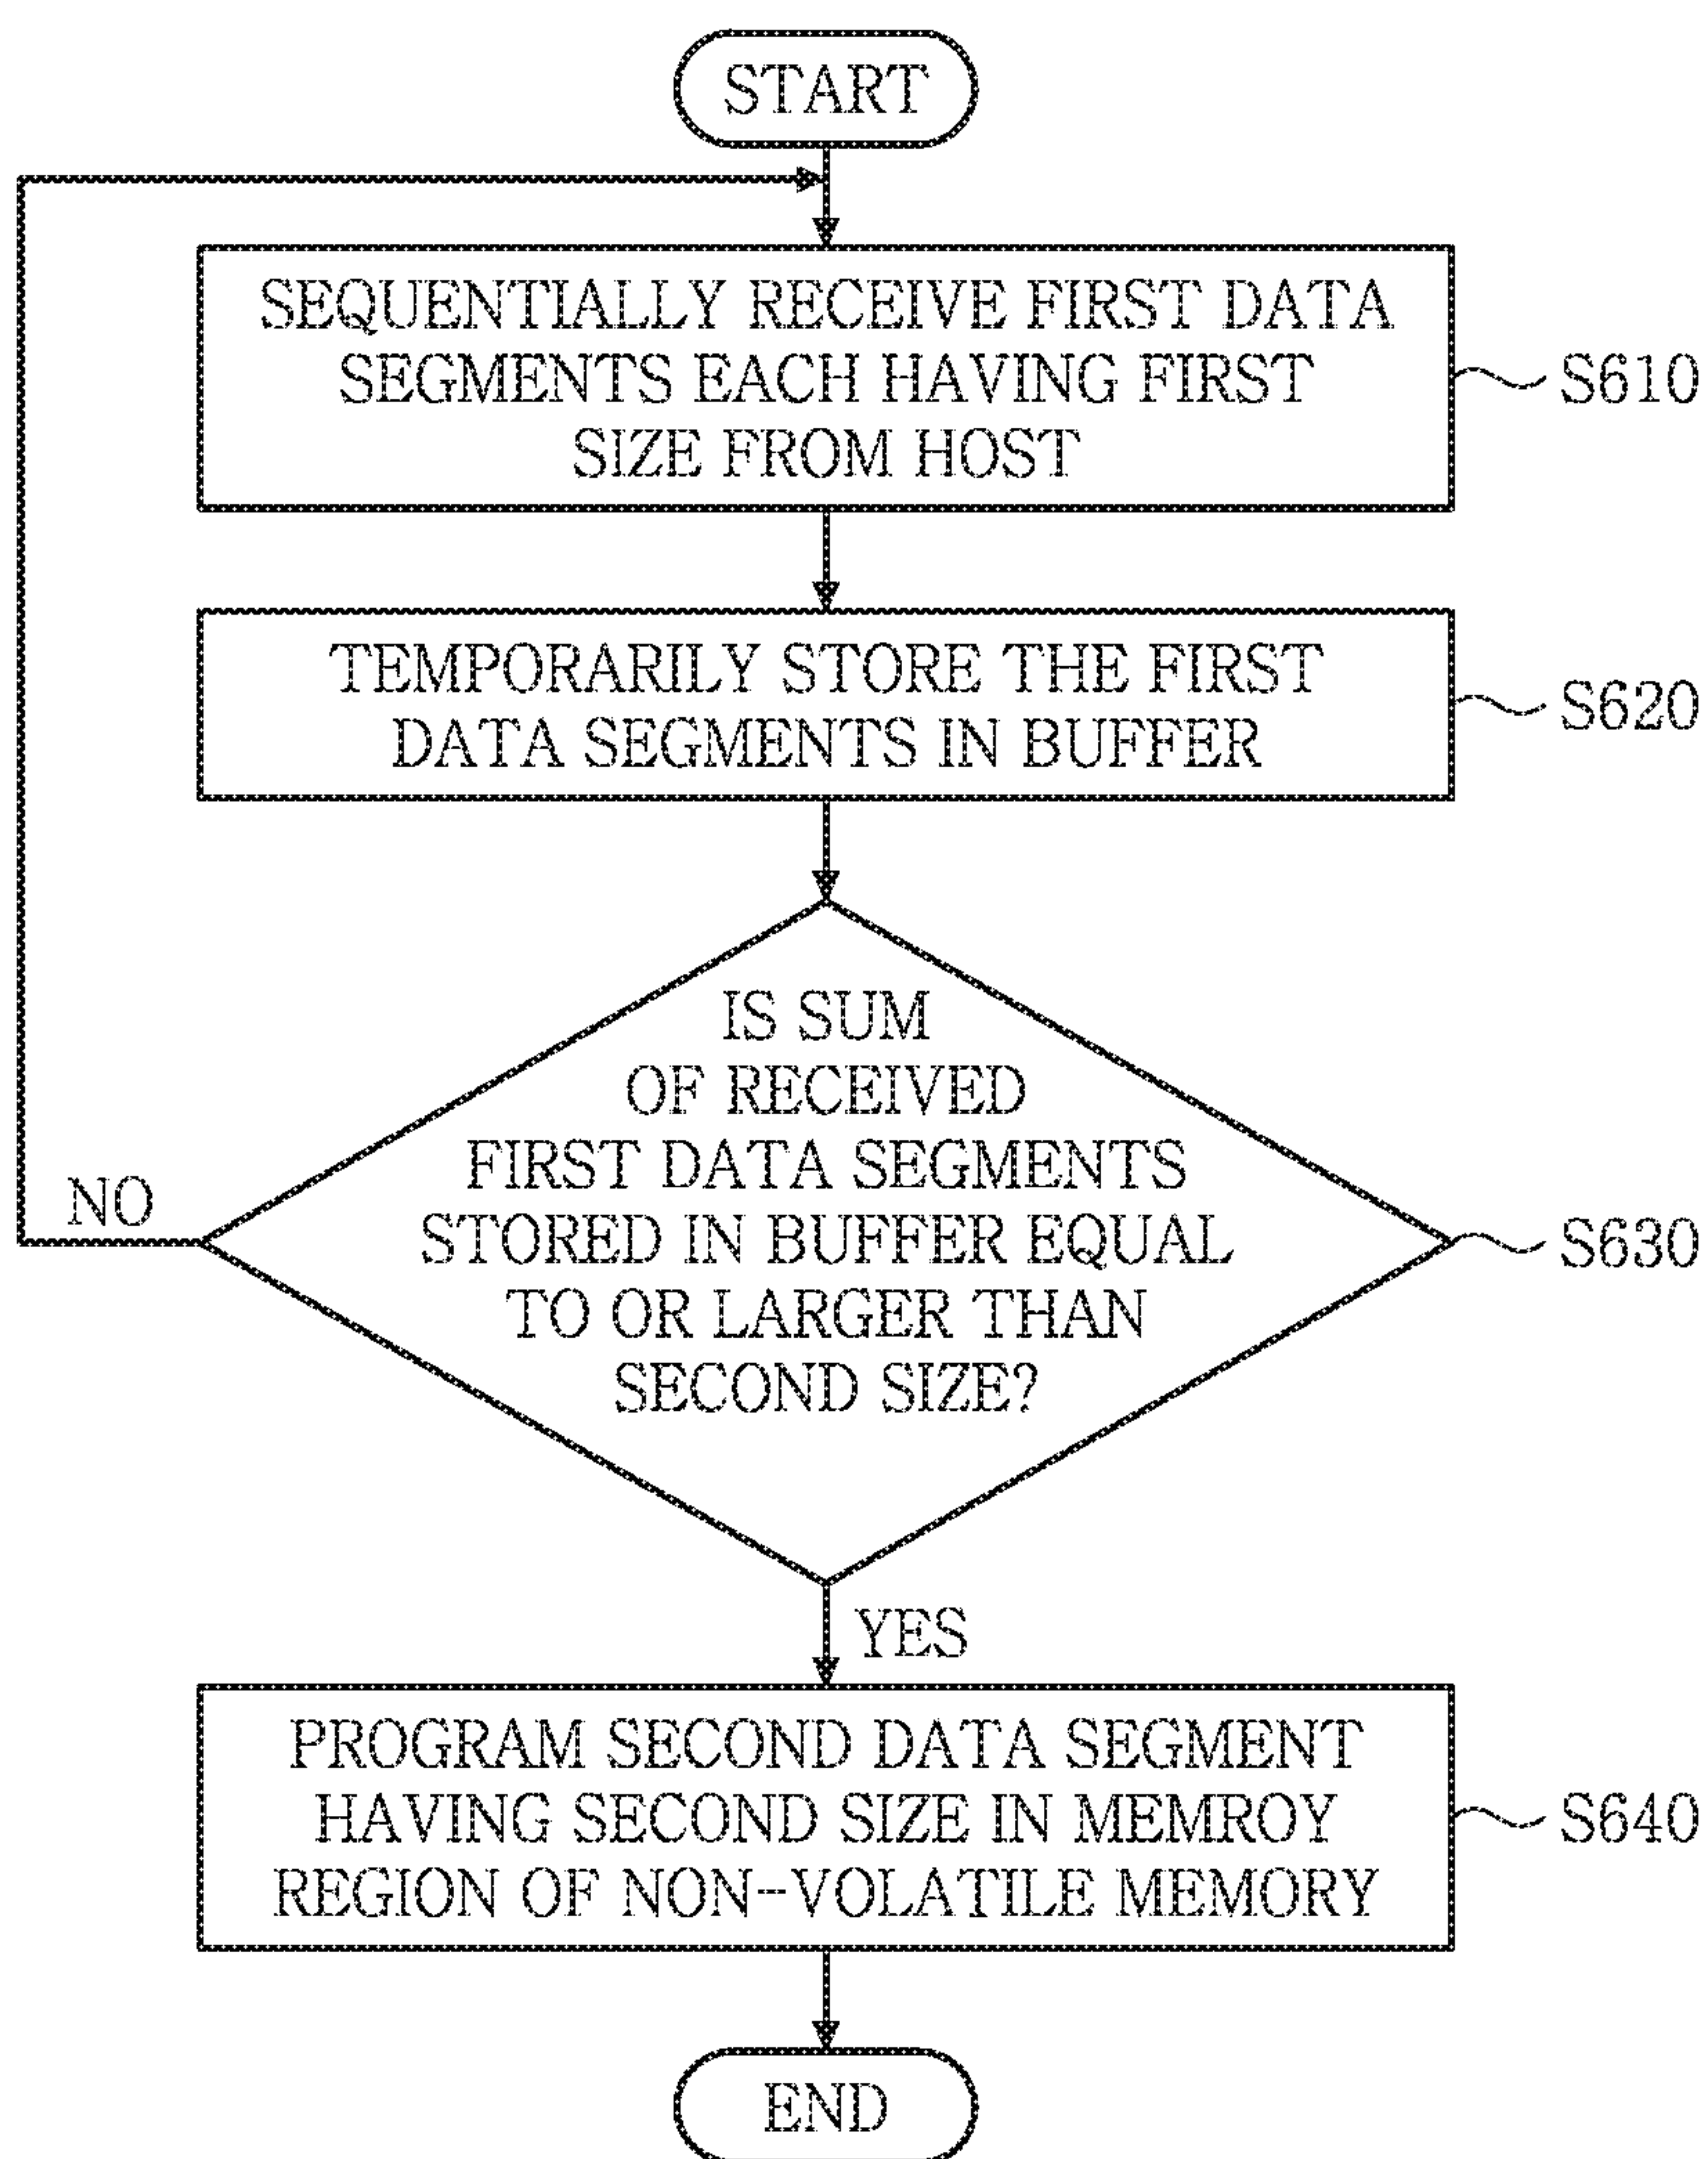 START
SEQUENTIALLY RECEIVE FIRST DATA
SEGMENTS EACH HAVING FIRST
SIZE FROM HOST
S610
TEMPORARILY STORE THE FIRST
DATA SEGMENTS IN BUFFER
S620
IS SUM
OF RECEIVED
FIRST DATA SEGMENTS
STORED IN BUFFER EQUAL
TO OR LARGER THAN
SECOND SIZE?
S630
NO
YES
PROGRAM SECOND DATA SEGMENT
HAVING SECOND SIZE IN MEMROY
REGION OF NON-VOLATILE MEMORY
S640
END